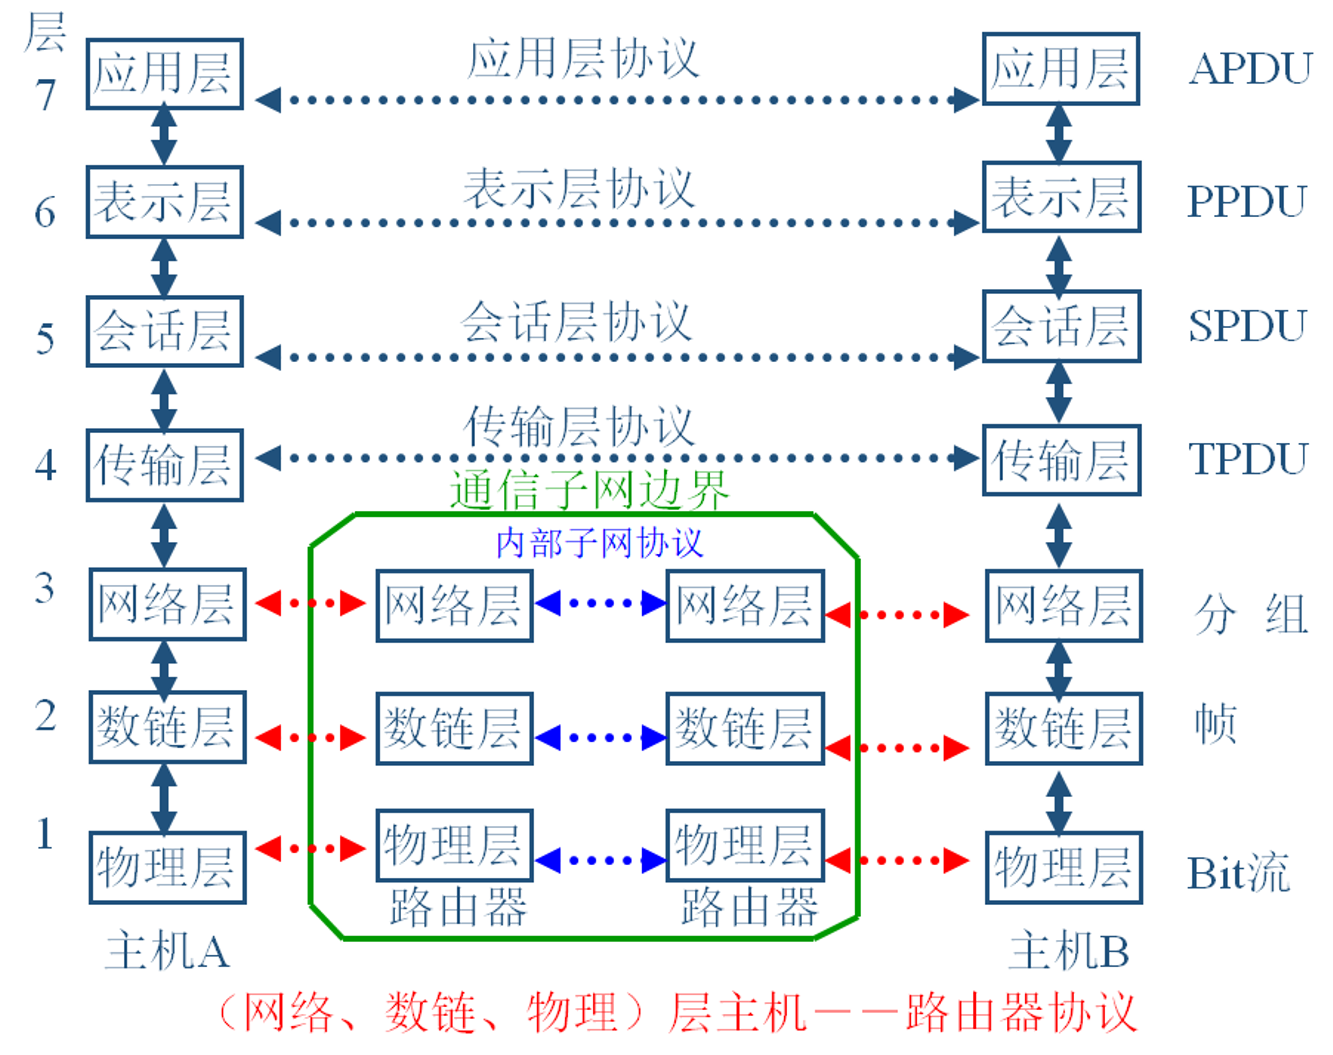 层
7 应用层 应用层协议 应用层 APDU
6 表示层 表示层协议 表示层 PPDU
5 会话层 会话层协议 会话层 SPDU
4 传输层 传输层协议 传输层 TPDU
通信子网边界
内部子网协议
3 网络层 网络层 网络层 网络层 分 组
2 数链层 数链层 数链层 数链层 帧
1 物理层 物理层 物理层 物理层 Bit流
路由器 路由器
主机A 主机B
（网络、数链、物理）层主机－－路由器协议